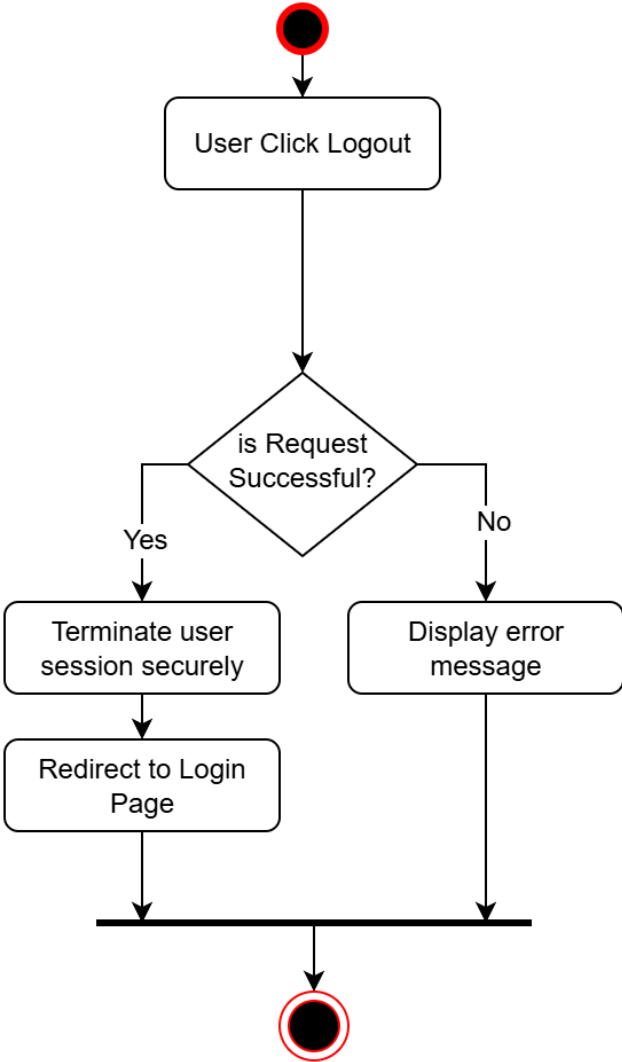 User Click Logout
is Request
Successful?
Yes
No
Terminate user
session securely
Display error
message
Redirect to Login
Page